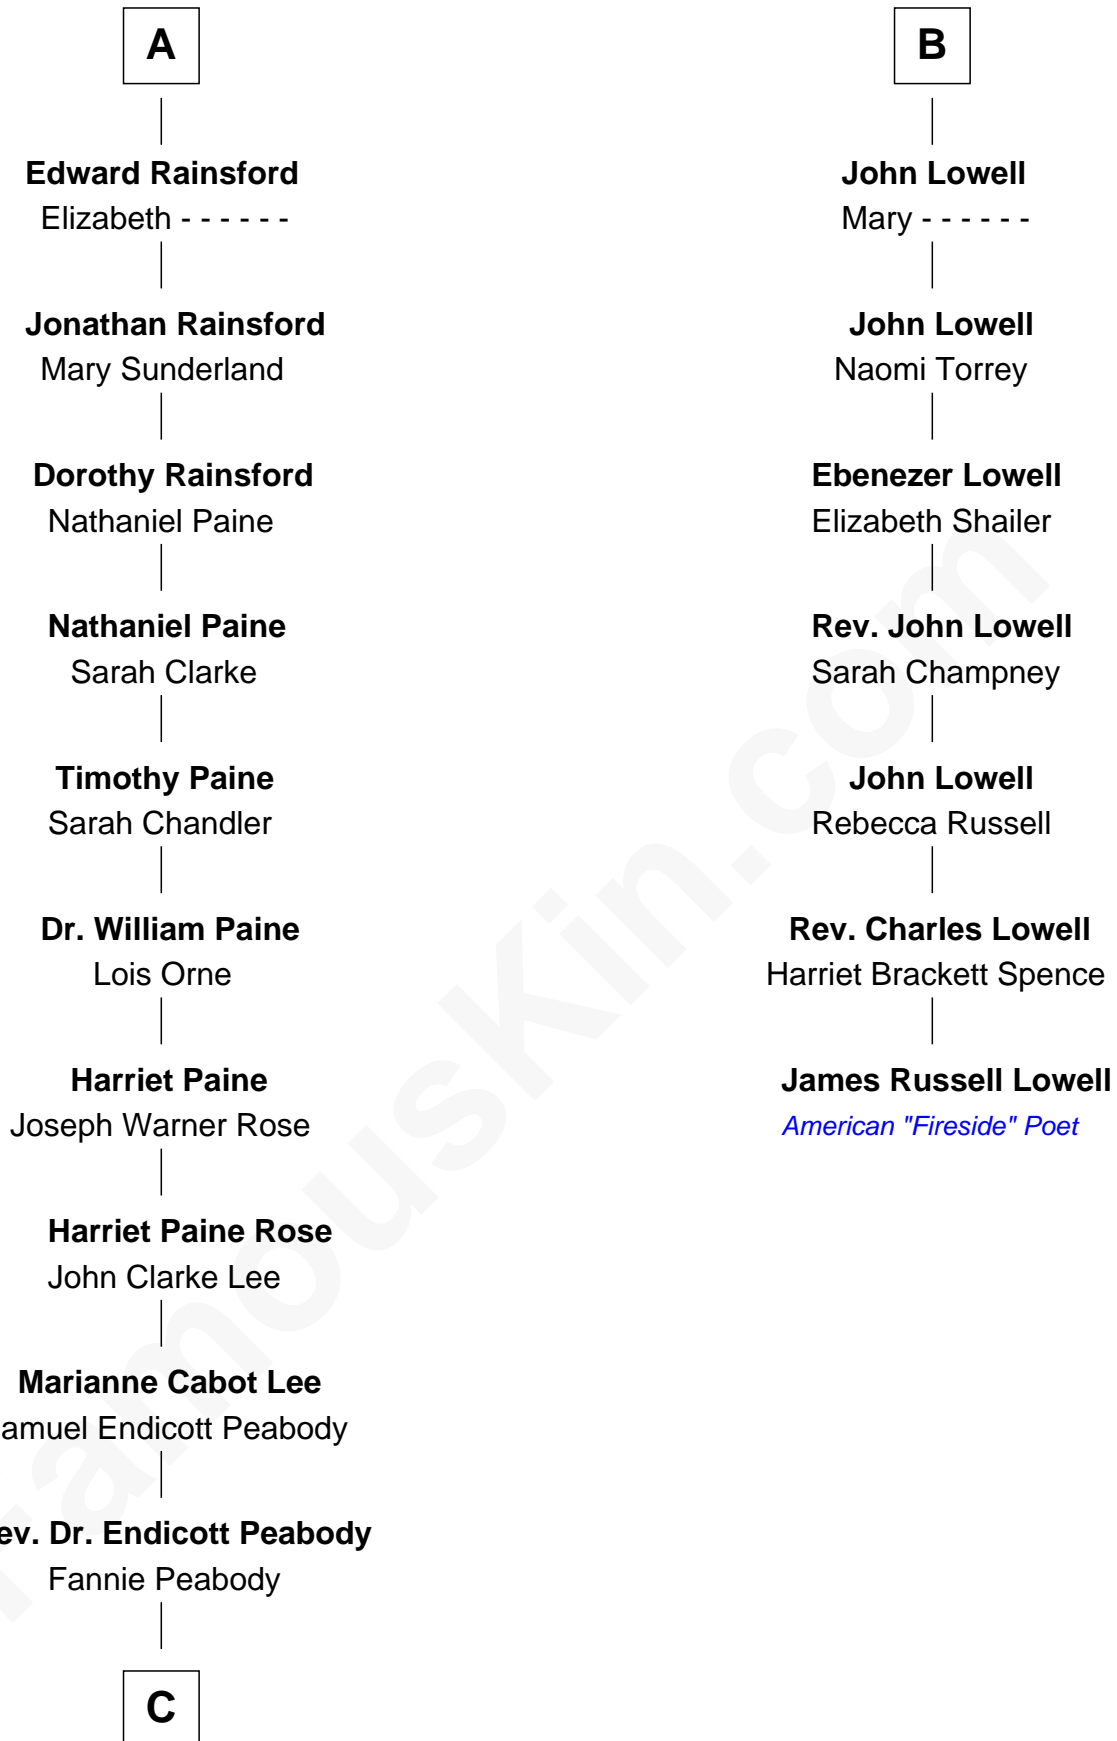 A
Edward Rainsford
Elizabeth - - - - - -
Jonathan Rainsford
Mary Sunderland
Dorothy Rainsford
Nathaniel Paine
Nathaniel Paine
Sarah Clarke
Timothy Paine
Sarah Chandler
Dr. William Paine
Lois Orne
Harriet Paine
Joseph Warner Rose
Harriet Paine Rose
John Clarke Lee
Marianne Cabot Lee
amuel Endicott Peabody
ev. Dr. Endicott Peabody
Fannie Peabody
C
B
John Lowell
Mary - - - - - -
John Lowell
Naomi Torrey
Ebenezer Lowell
Elizabeth Shailer
Rev. John Lowell
Sarah Champney
John Lowell
Rebecca Russell
Rev. Charles Lowell
Harriet Brackett Spence
James Russell Lowell
American "Fireside" Poet
FamousKin.com